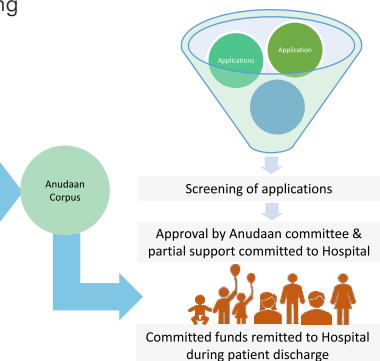 Applications
Application
Anudaan
Corpus
Screening of applications
Approval by Anudaan committee &
partial support committed to Hospital
Committed funds remitted to Hospital
during patient discharge